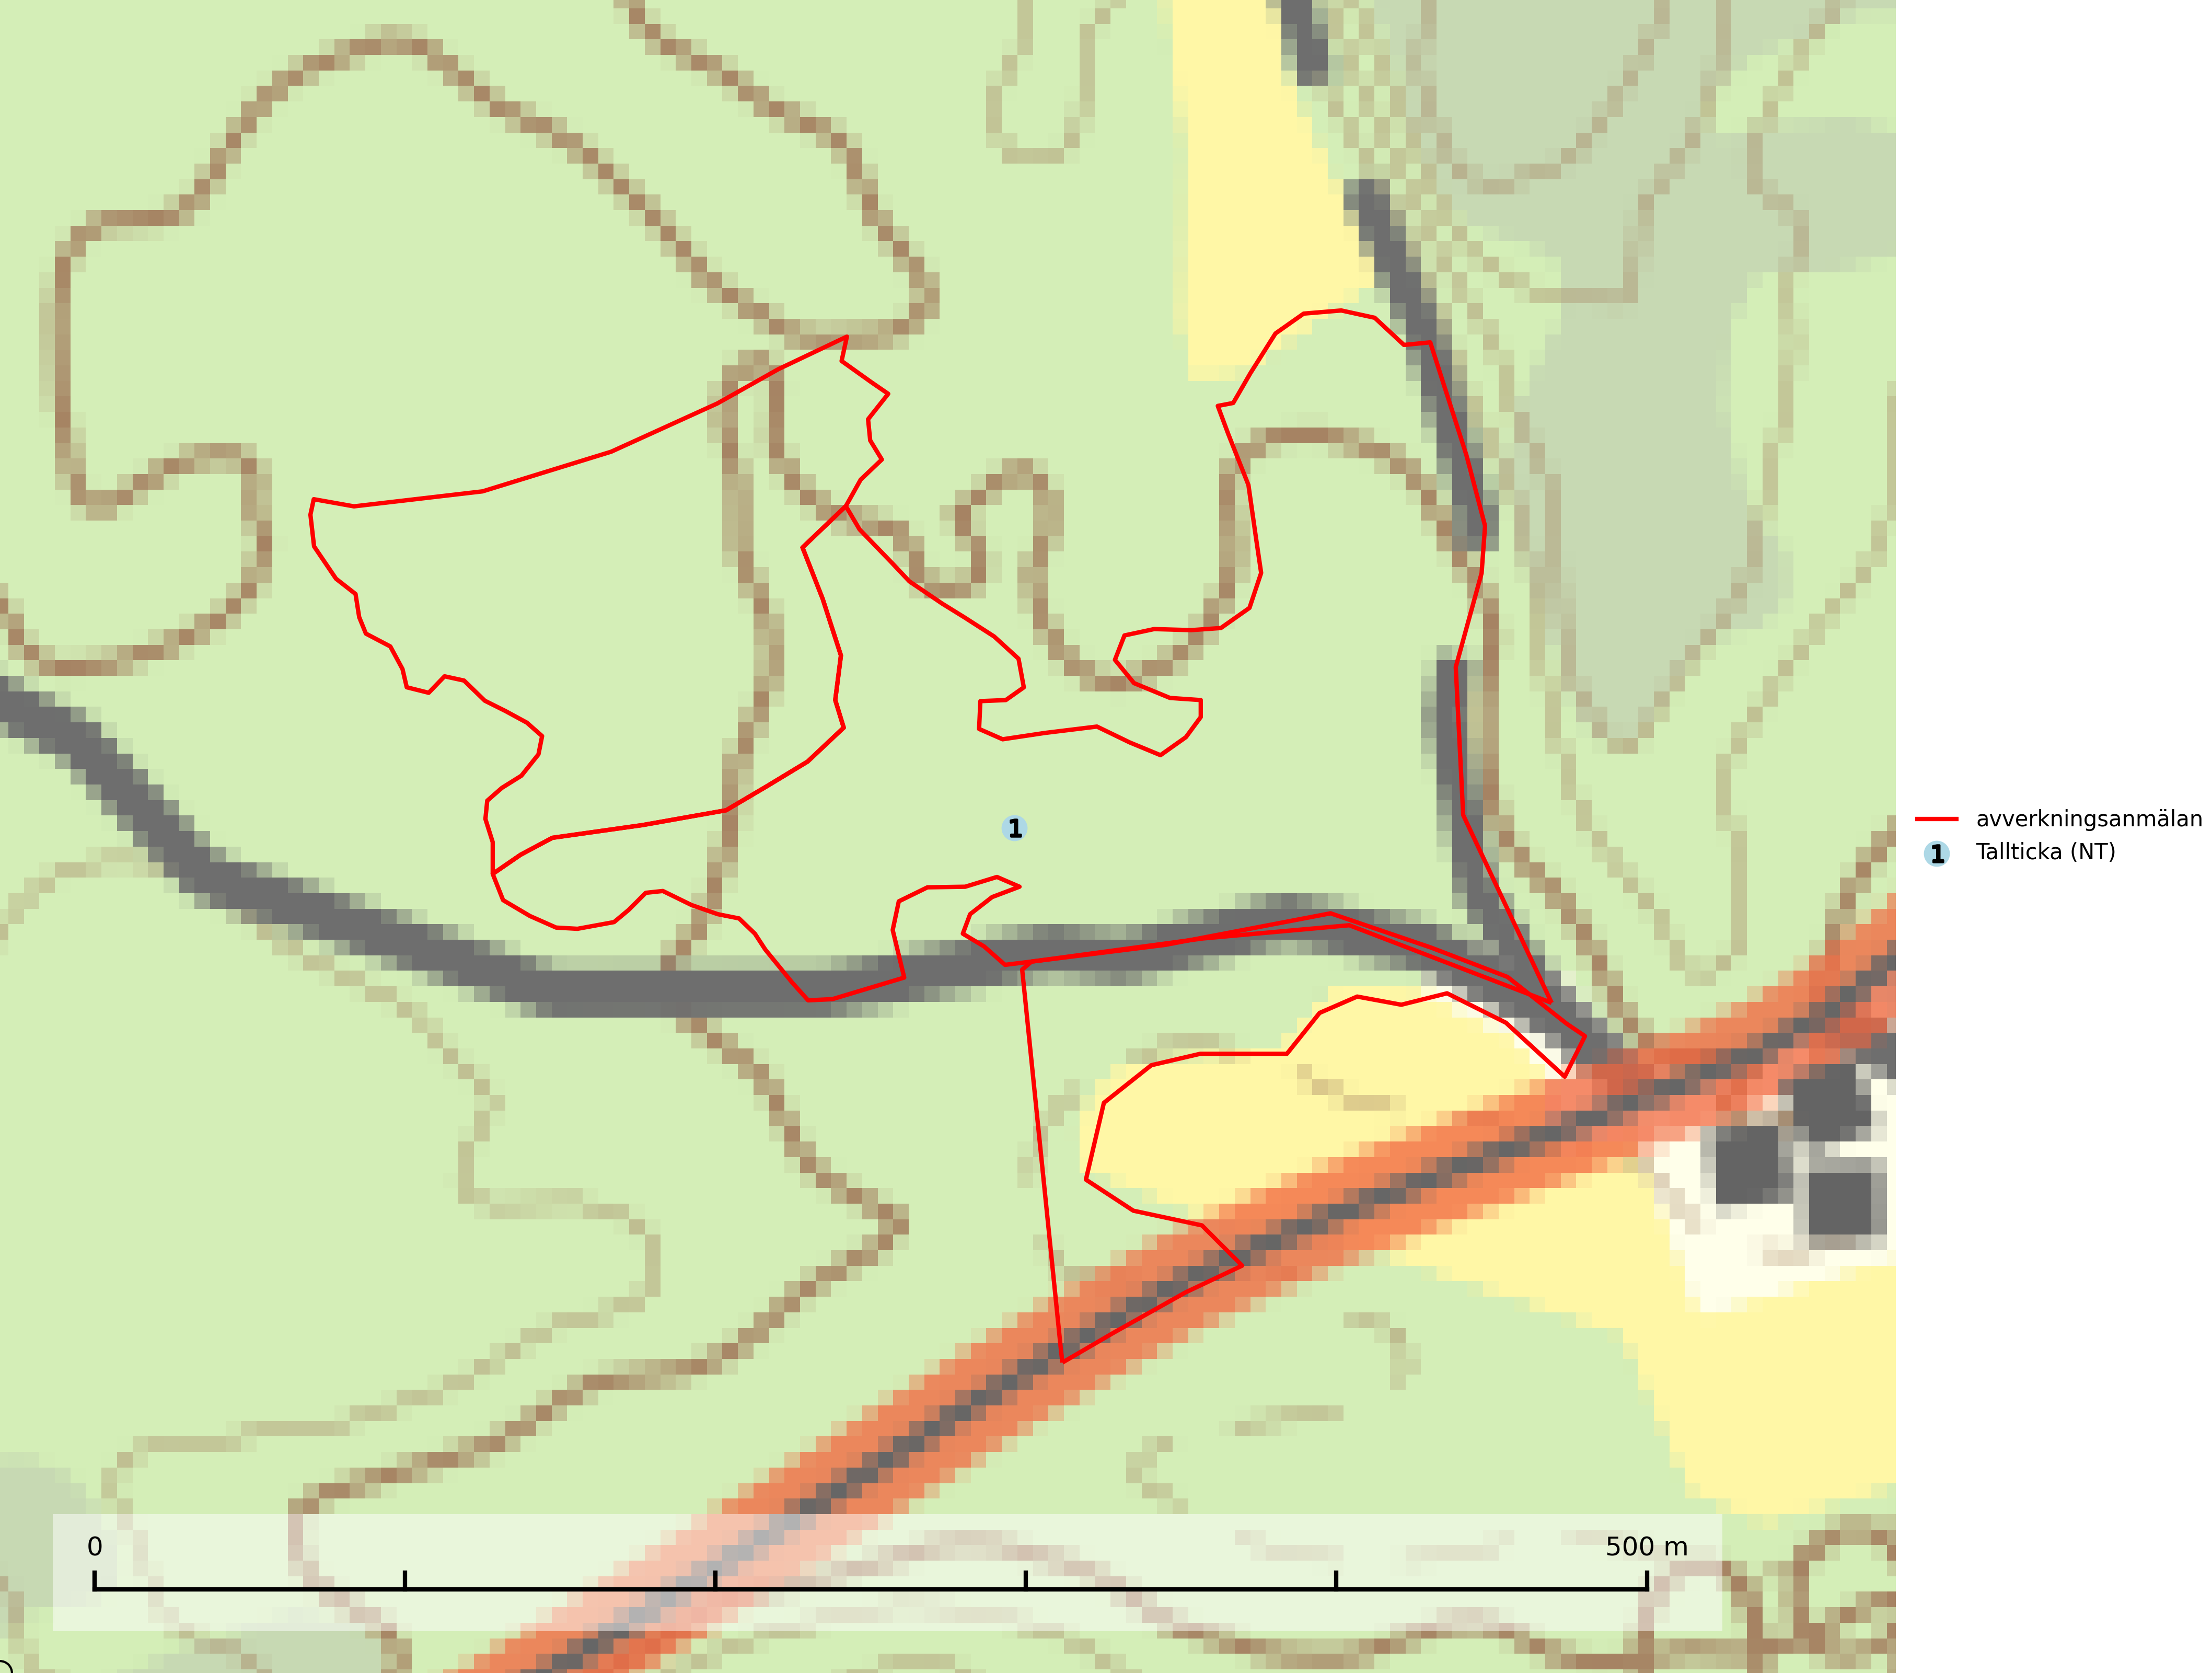 1
avverkningsanmälan
1 Tallticka (NT)
0 500 m